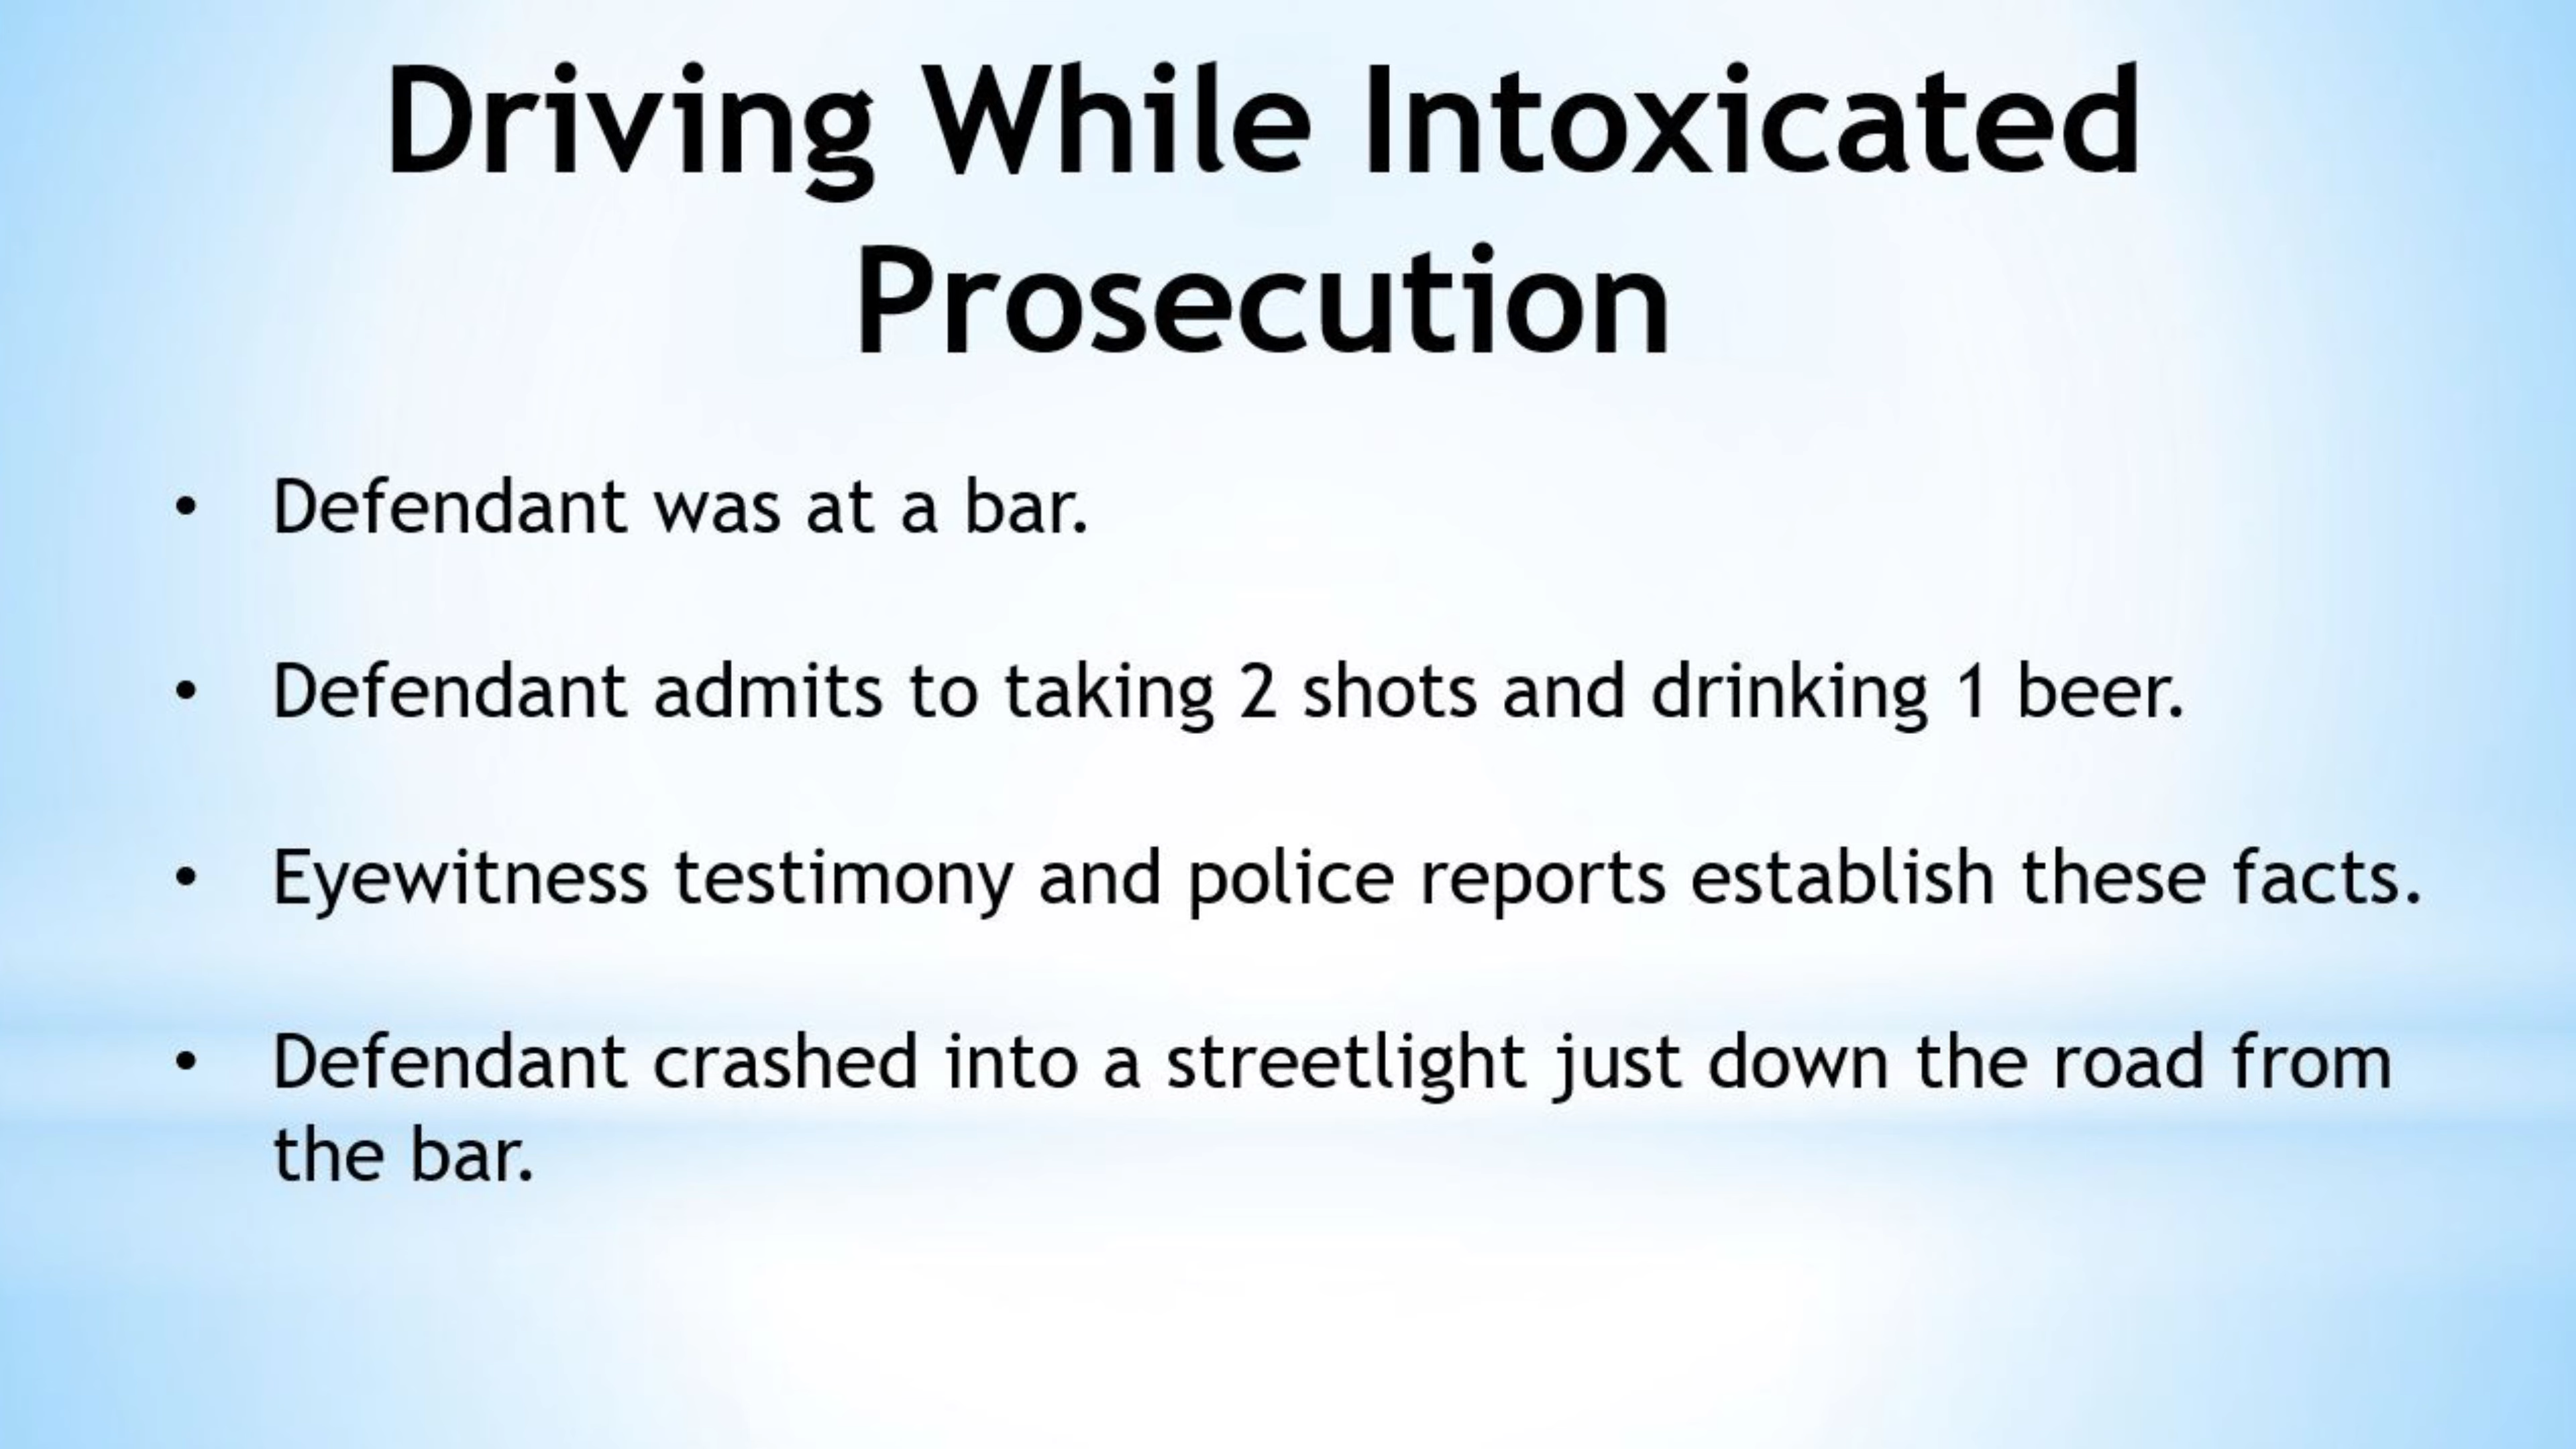 Driving While Intoxicated
Prosecution
• Defendant was at a bar.
• Defendant admits to taking 2 shots and drinking 1 beer.
• Eyewitness testimony and police reports establish these facts.
• Defendant crashed into a streetlight just down the road from
the bar.